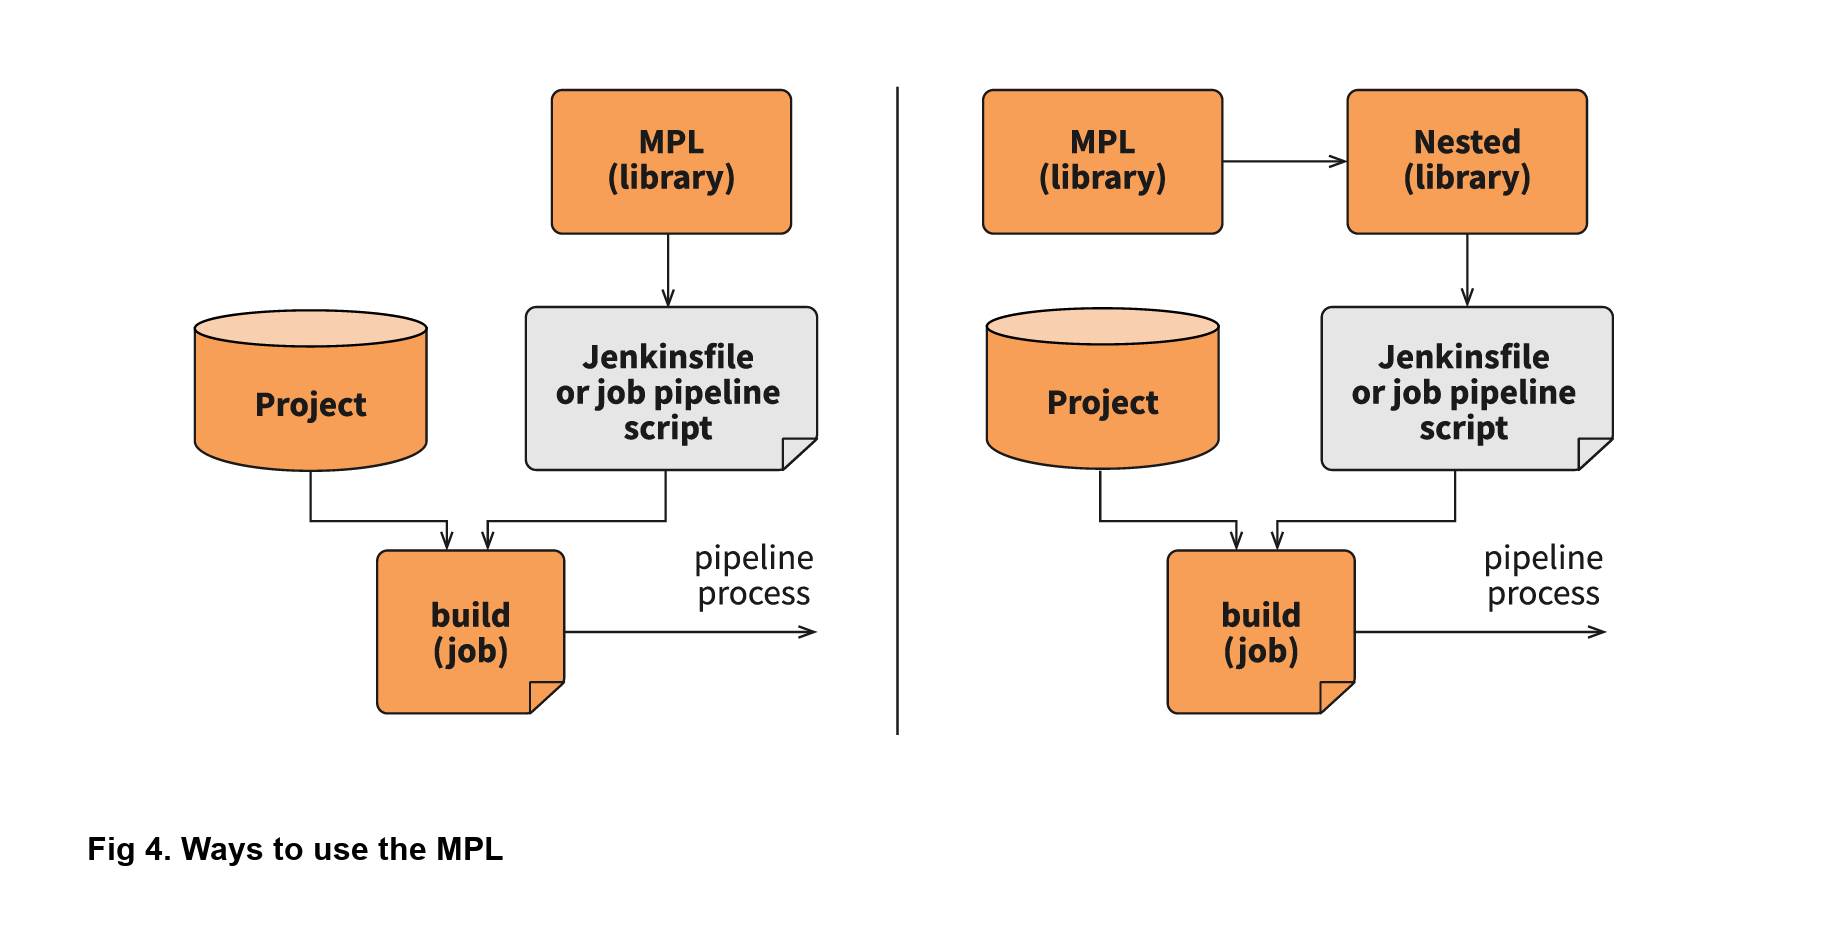 MPL
(library)
Project
Jenkinsfile
or job pipeline
script
build
(job)
pipeline
process
MPL
(library)
Nested
(library)
Project
Jenkinsfile
or job pipeline
script
build
(job)
pipeline
process
Fig 4. Ways to use the MPL